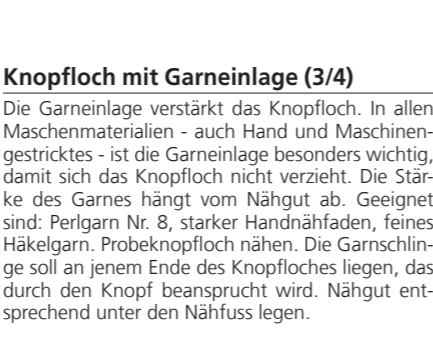 Knopfloch mit Garneinlage (3/4)
Die Garneinlage verstärkt das Knopfloch. In allen
Maschenmaterialien - auch Hand und Maschinen-
gestricktes - ist die Garneinlage besonders wichtig,
damit sich das Knopfloch nicht verzieht. Die Stär-
ke des Garnes hängt vom Nähgut ab. Geeignet
sind: Perlgarn Nr. 8, starker Handnähfaden, feines
Häkelgarn. Probeknopfloch nähen. Die Garnschlin-
ge soll an jenem Ende des Knopfloches liegen, das
durch den Knopf beansprucht wird. Nähgut ent-
sprechend unter den Nähfuss legen.